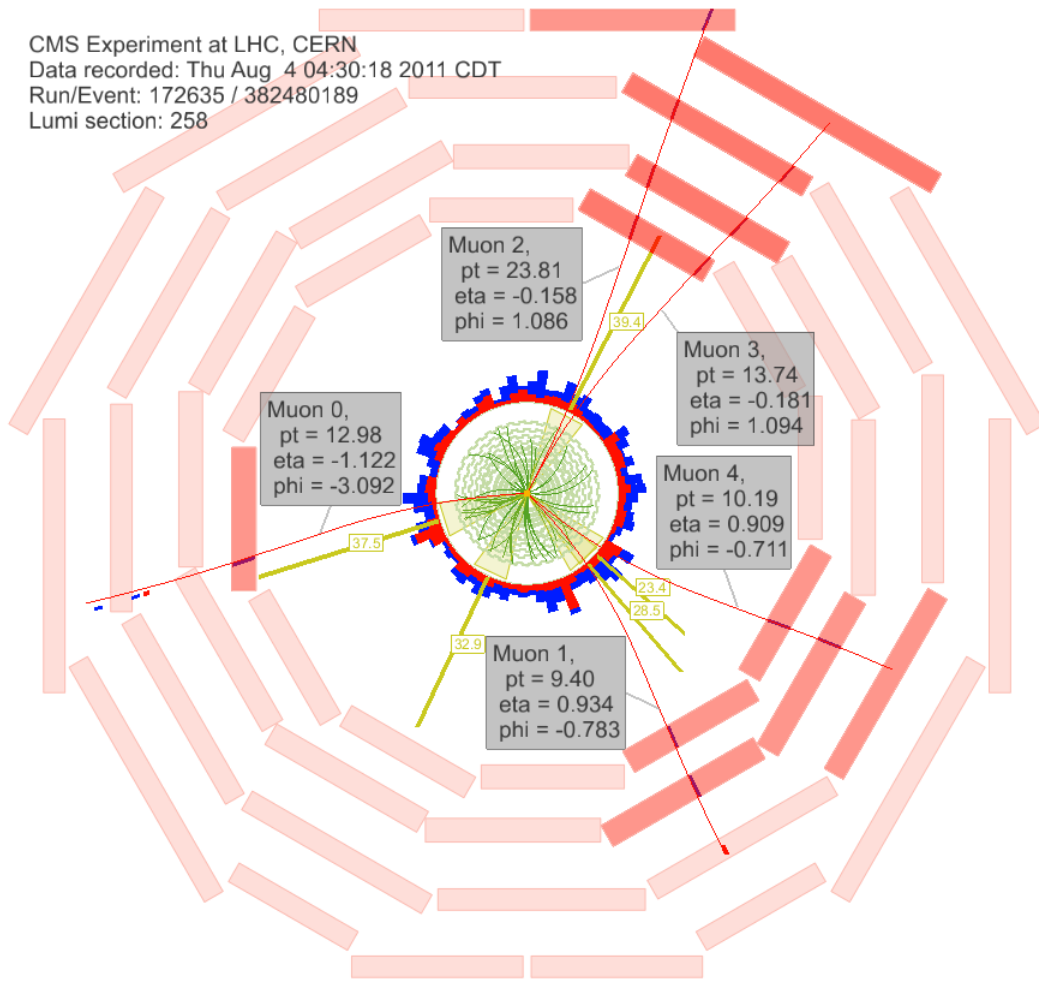 CMS Experiment at LHC, CERN
Data recorded: Thu Aug 4 04:30:18 2011 CDT
Run/Event: 172635 / 382480189
Lumi section: 258
Muon 2,
pt = 23.81
eta = -0.158
phi = 1.086
39.4
Muon 3,
pt = 13.74
eta = -0.181
phi = 1.094
Muon 0,
pt = 12.98
eta = -1.122
phi = -3.092
Muon 4,
pt = 10.19
eta = 0.909
phi = -0.711
37.5
23.4
28.5
32.9
Muon 1,
pt = 9.40
eta = 0.934
phi = -0.783